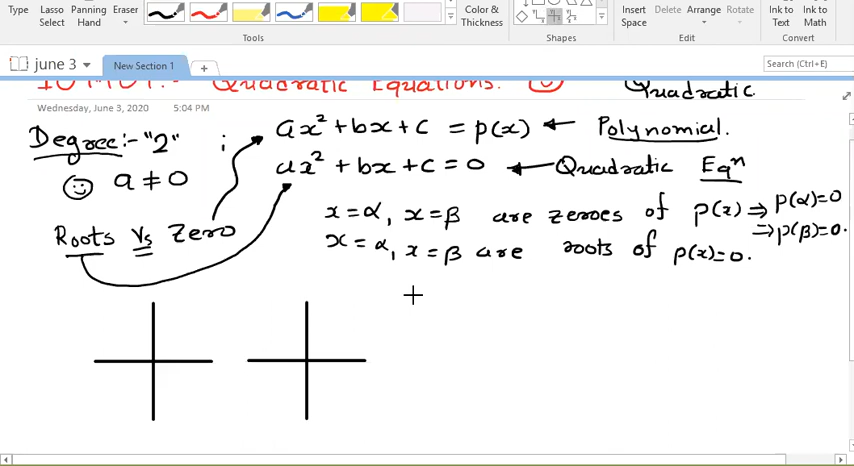 Type
Lasso Select
Panning Hand
Eraser
Color & Thickness
Insert Space
Arrange
Rotate
Ink to Text
Ink to Math
Tools
Shapes
Edit
Convert
june 3
New Section 1
Search (Ctrl+E)
Quadratic Equations.
Quadratic
Wednesday, June 3, 2020 5:04 PM
Degree:- "2" ; ax² + bx + c = p(x) ← Polynomial.
a ≠ 0 ax² + bx + c = 0 ← Quadratic Eqⁿ
x = α, x = β are zeroes of p(x) ⇒ p(α)=0
⇒ p(β)=0.
Roots Vs Zero
x = α, x = β are roots of p(x)=0.